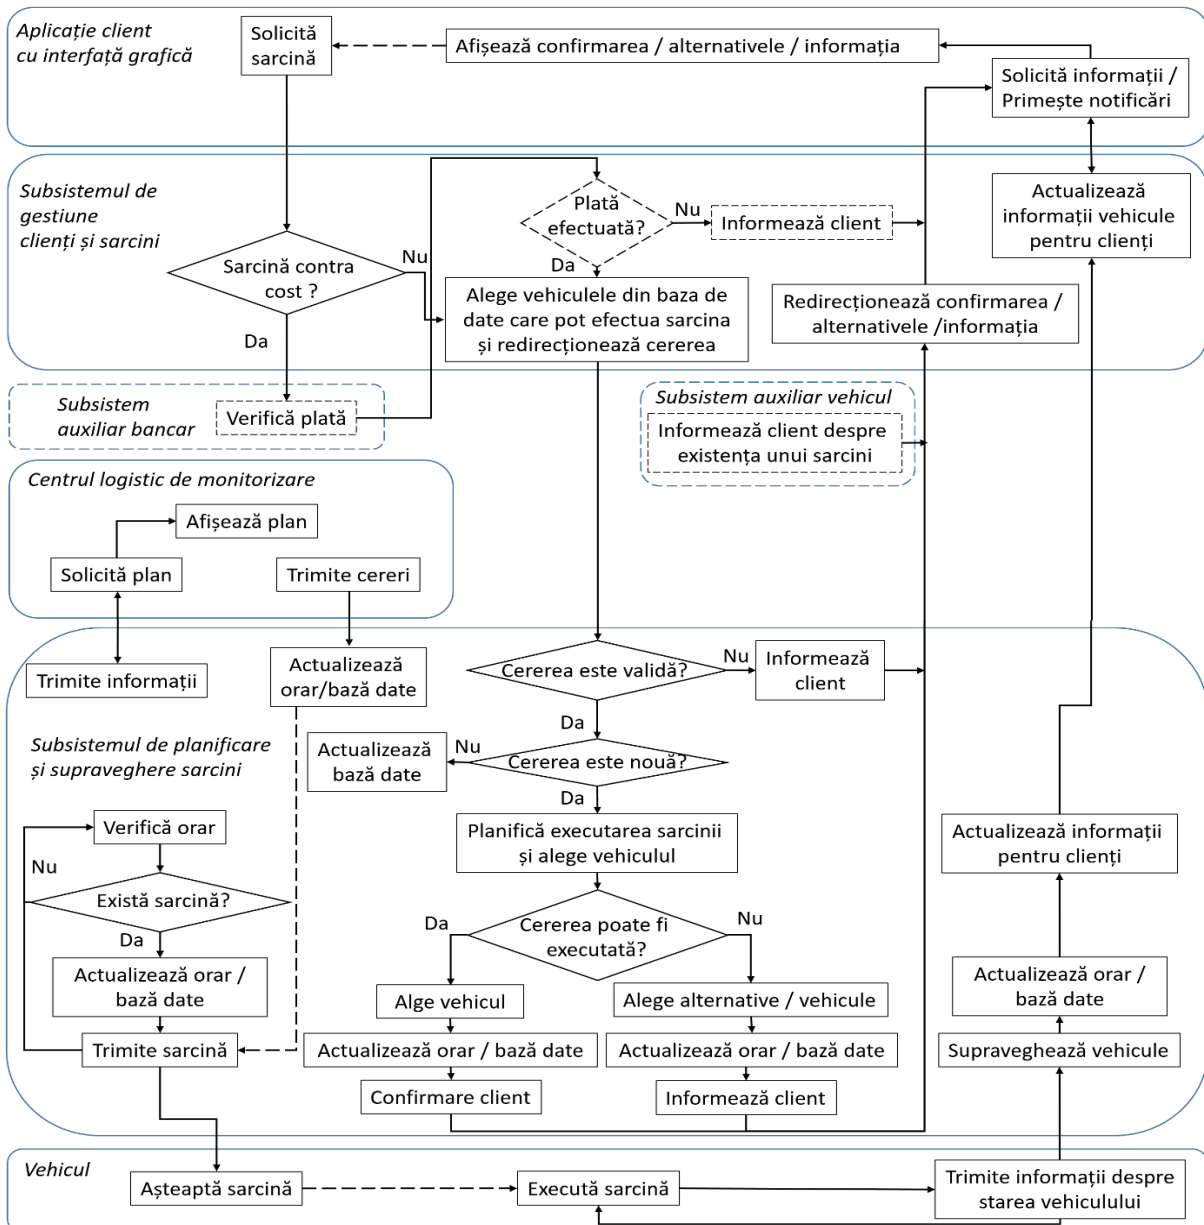 Aplicație client
cu interfață grafică
Solicită
sarcină
Afișează confirmarea / alternativele / informația
Solicită informații /
Primește notificări
Subsistemul de
gestiune
clienți și sarcini
Plată
efectuată?
Nu
Informează client
Actualizează
informații vehicule
pentru clienți
Sarcină contra
cost ?
Nu
Da
Da
Alege vehiculele din baza de
date care pot efectua sarcina
și redirecționează cererea
Redirecționează confirmarea /
alternativele /informația
Subsistem
auxiliar bancar
Verifică plată
Subsistem auxiliar vehicul
Informează client despre
existența unui sarcini
Centrul logistic de monitorizare
Afișează plan
Solicită plan
Trimite cereri
Trimite informații
Actualizează
orar/bază date
Cererea este validă?
Nu
Informează
client
Da
Subsistemul de planificare
și supraveghere sarcini
Actualizează
bază date
Nu
Cererea este nouă?
Da
Verifică orar
Nu
Există sarcină?
Da
Actualizează orar /
bază date
Trimite sarcină
Planifică executarea sarcinii
și alege vehiculul
Da
Cererea poate fi
executată?
Nu
Alge vehicul
Alege alternative / vehicule
Actualizează orar / bază date
Actualizează orar / bază date
Confirmare client
Informează client
Actualizează informații
pentru clienți
Actualizează orar /
bază date
Supraveghează vehicule
Vehicul
Așteaptă sarcină
Execută sarcină
Trimite informații despre
starea vehiculului